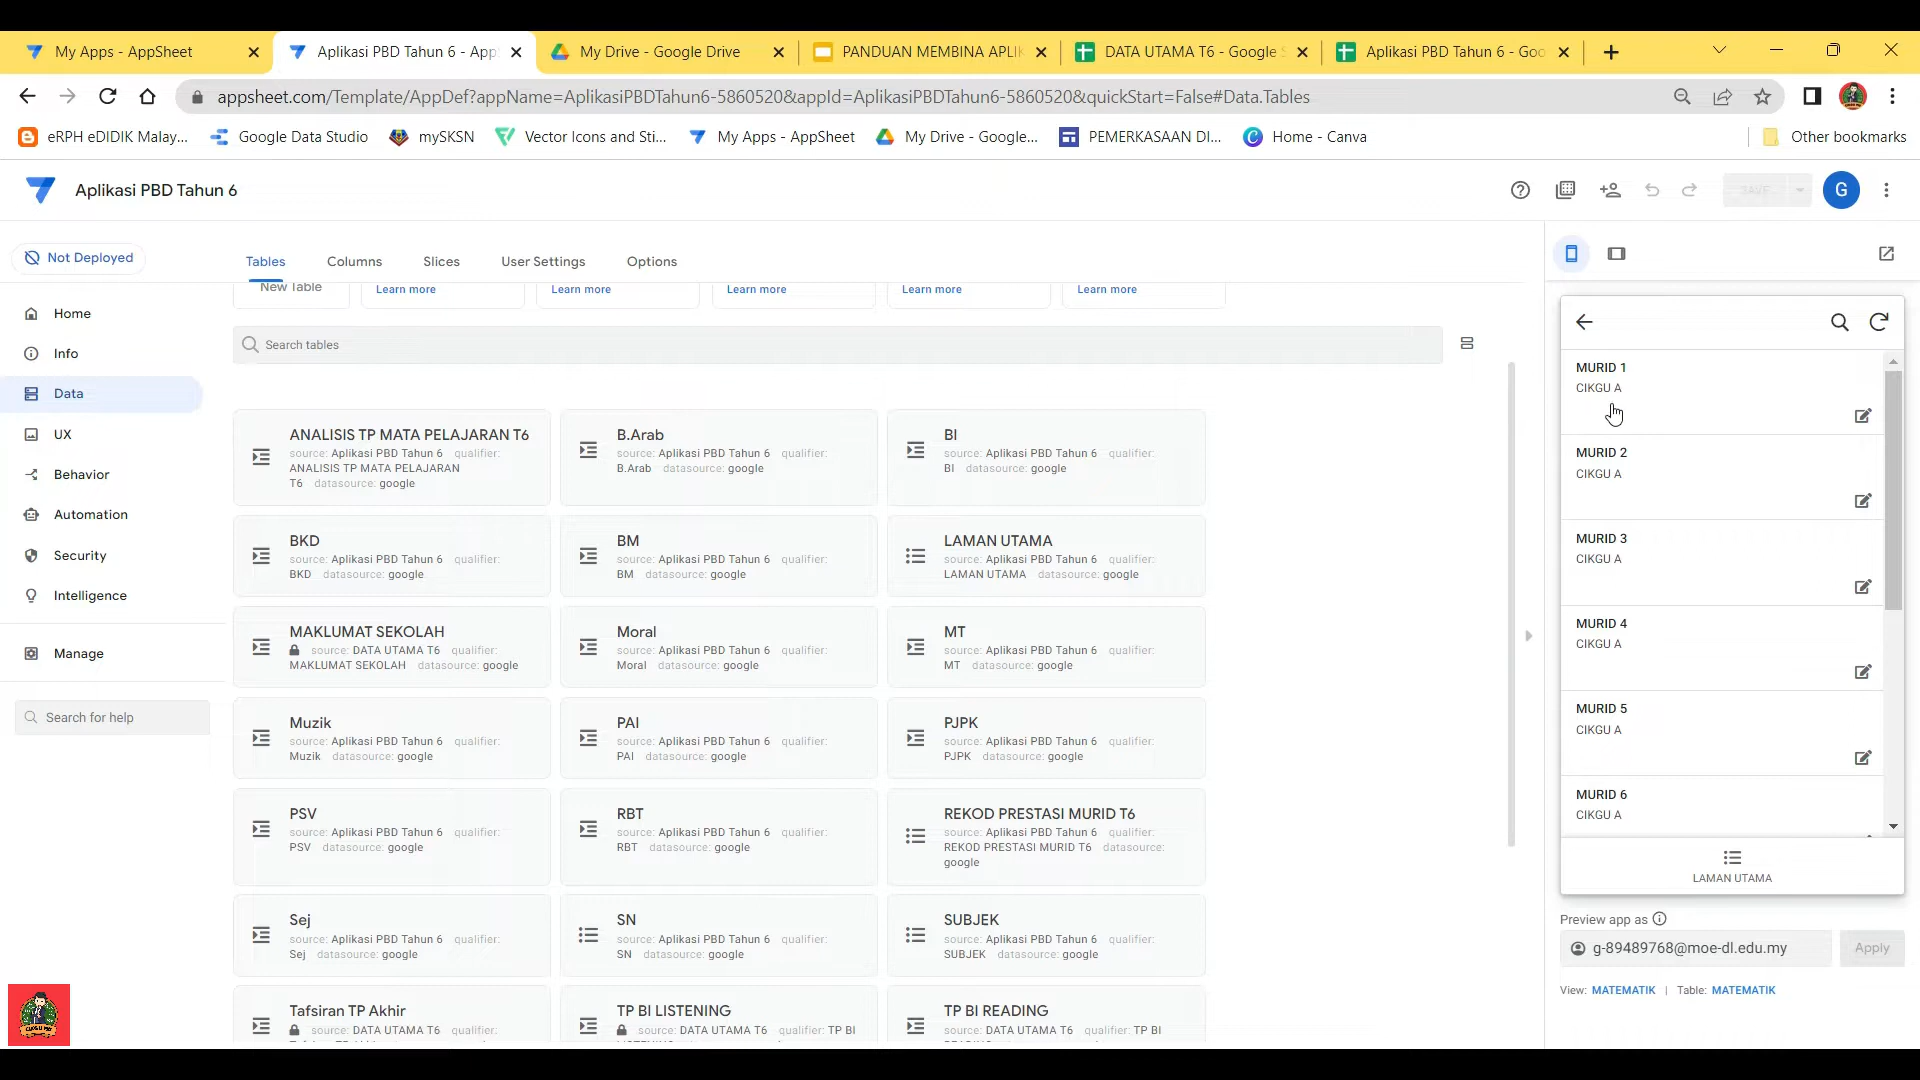 My Apps - AppSheet
Aplikasi PBD Tahun 6 - App
My Drive - Google Drive
PANDUAN MEMBINA APLIK
DATA UTAMA T6 - Google S
Aplikasi PBD Tahun 6 - Goo
appsheet.com/Template/AppDef?appName=AplikasiPBDTahun6-5860520&appId=AplikasiPBDTahun6-5860520&quickStart=False#Data.Tables
eRPH eDIDIK Malay...
Google Data Studio
mySKSN
Vector Icons and Sti...
My Apps - AppSheet
My Drive - Google...
PEMERKASAAN DI...
Home - Canva
Other bookmarks
Aplikasi PBD Tahun 6
SAVE
G
Not Deployed
Home
Info
Data
UX
Behavior
Automation
Security
Intelligence
Manage
Search for help
Tables
Columns
Slices
User Settings
Options
New Table
Learn more
Learn more
Learn more
Learn more
Learn more
Search tables
ANALISIS TP MATA PELAJARAN T6
source: Aplikasi PBD Tahun 6 qualifier:
ANALISIS TP MATA PELAJARAN
T6 datasource: google
B.Arab
source: Aplikasi PBD Tahun 6 qualifier:
B.Arab datasource: google
BI
source: Aplikasi PBD Tahun 6 qualifier:
BI datasource: google
BKD
source: Aplikasi PBD Tahun 6 qualifier:
BKD datasource: google
BM
source: Aplikasi PBD Tahun 6 qualifier:
BM datasource: google
LAMAN UTAMA
source: Aplikasi PBD Tahun 6 qualifier:
LAMAN UTAMA datasource: google
MAKLUMAT SEKOLAH
source: DATA UTAMA T6 qualifier:
MAKLUMAT SEKOLAH datasource: google
Moral
source: Aplikasi PBD Tahun 6 qualifier:
Moral datasource: google
MT
source: Aplikasi PBD Tahun 6 qualifier:
MT datasource: google
Muzik
source: Aplikasi PBD Tahun 6 qualifier:
Muzik datasource: google
PAI
source: Aplikasi PBD Tahun 6 qualifier:
PAI datasource: google
PJPK
source: Aplikasi PBD Tahun 6 qualifier:
PJPK datasource: google
PSV
source: Aplikasi PBD Tahun 6 qualifier:
PSV datasource: google
RBT
source: Aplikasi PBD Tahun 6 qualifier:
RBT datasource: google
REKOD PRESTASI MURID T6
source: Aplikasi PBD Tahun 6 qualifier:
REKOD PRESTASI MURID T6 datasource:
google
Sej
source: Aplikasi PBD Tahun 6 qualifier:
Sej datasource: google
SN
source: Aplikasi PBD Tahun 6 qualifier:
SN datasource: google
SUBJEK
source: Aplikasi PBD Tahun 6 qualifier:
SUBJEK datasource: google
Tafsiran TP Akhir
source: DATA UTAMA T6 qualifier:
TP BI LISTENING
source: DATA UTAMA T6 qualifier: TP BI
TP BI READING
source: DATA UTAMA T6 qualifier: TP BI
MURID 1
CIKGU A
MURID 2
CIKGU A
MURID 3
CIKGU A
MURID 4
CIKGU A
MURID 5
CIKGU A
MURID 6
CIKGU A
LAMAN UTAMA
Preview app as
g-89489768@moe-dl.edu.my
Apply
View: MATEMATIK | Table: MATEMATIK